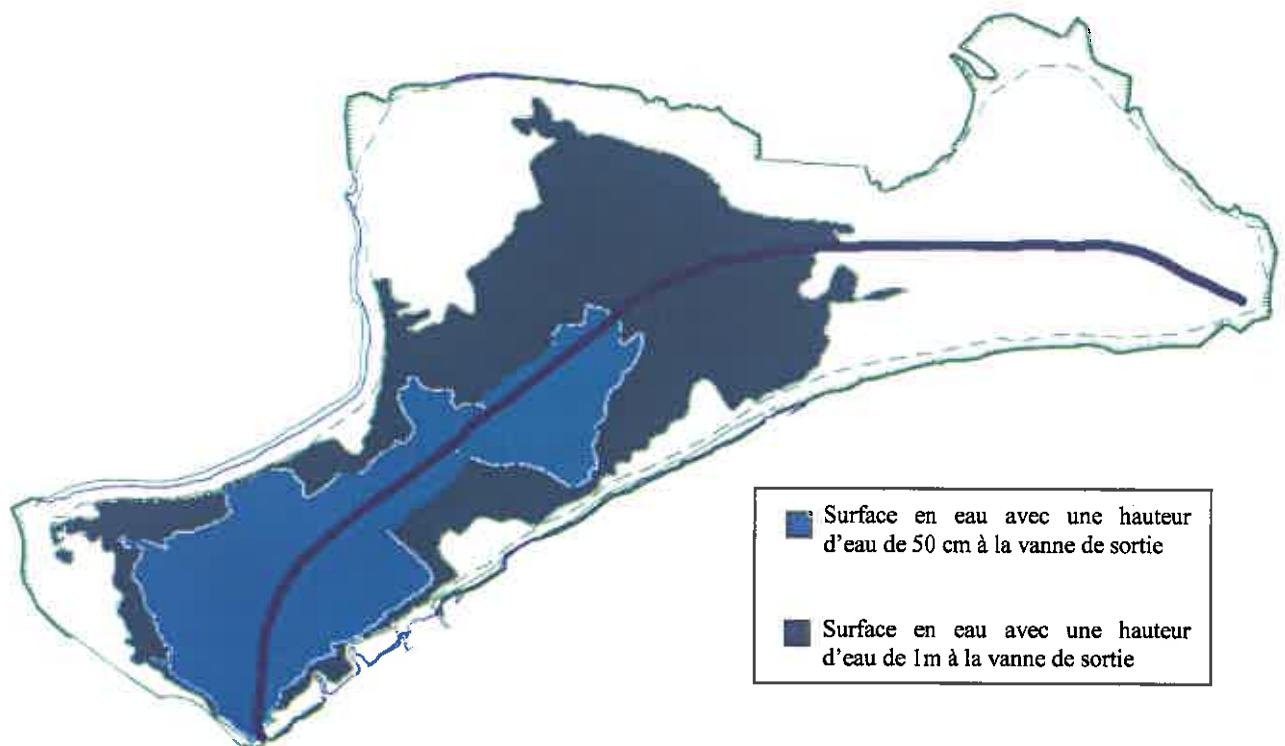 Surface en eau avec une hauteur
d'eau de 50 cm à la vanne de sortie
Surface en eau avec une hauteur
d'eau de 1m à la vanne de sortie